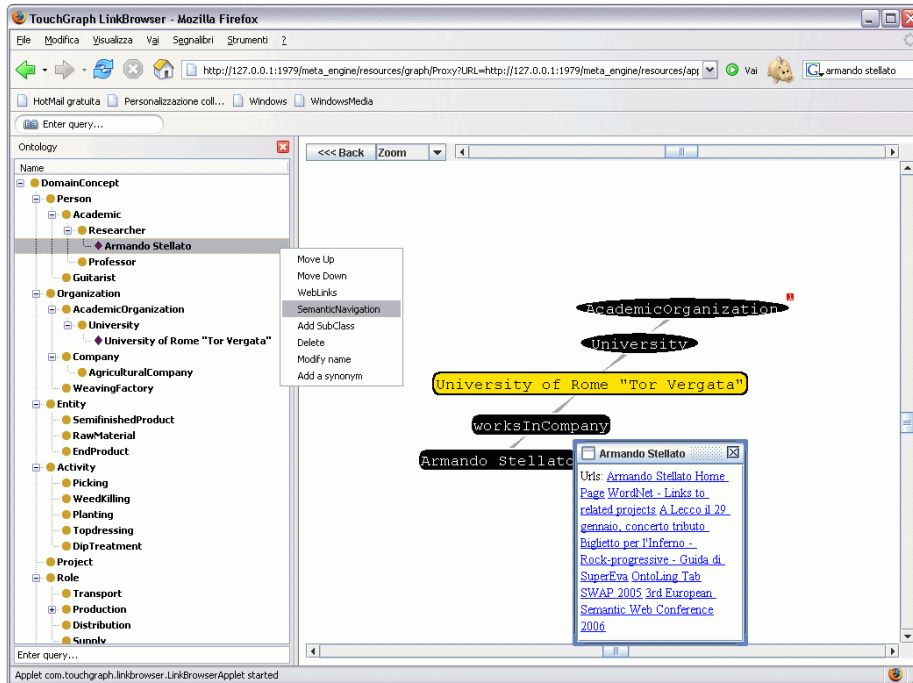 TouchGraph LinkBrowser - Mozilla Firefox
File Modifica Visualizza Vai Segnalibri Strumenti ?
http://127.0.0.1:1979/meta_engine/resources/graph/Proxy?URL=http://127.0.0.1:1979/meta_engine/resources/app Vai G armando stellato
HotMail gratuita Personalizzazione coll... Windows WindowsMedia
Enter query...
Ontology
Name
DomainConcept
Person
Academic
Researcher
Armando Stellato
Professor
Guitarist
Organization
AcademicOrganization
University
University of Rome "Tor Vergata"
Company
AgriculturalCompany
WeavingFactory
Entity
SemifinishedProduct
RawMaterial
EndProduct
Activity
Picking
WeedKilling
Planting
Topdressing
DipTreatment
Project
Role
Transport
Production
Distribution
Supply
Enter query...
Move Up
Move Down
WebLinks
SemanticNavigation
Add SubClass
Delete
Modify name
Add a synonym
<<< Back Zoom
AcademicOrganization
1
University
University of Rome "Tor Vergata"
worksInCompany
Armando Stellato
Armando Stellato
Urls: Armando Stellato Home
Page WordNet - Links to
related projects A Lecco il 29
gennaio, concerto tributo
Biglietto per l'Inferno -
Rock-progressive - Guida di
SuperEva OntoLing Tab
SWAP 2005 3rd European
Semantic Web Conference
2006
Applet com.touchgraph.linkbrowser.LinkBrowserApplet started